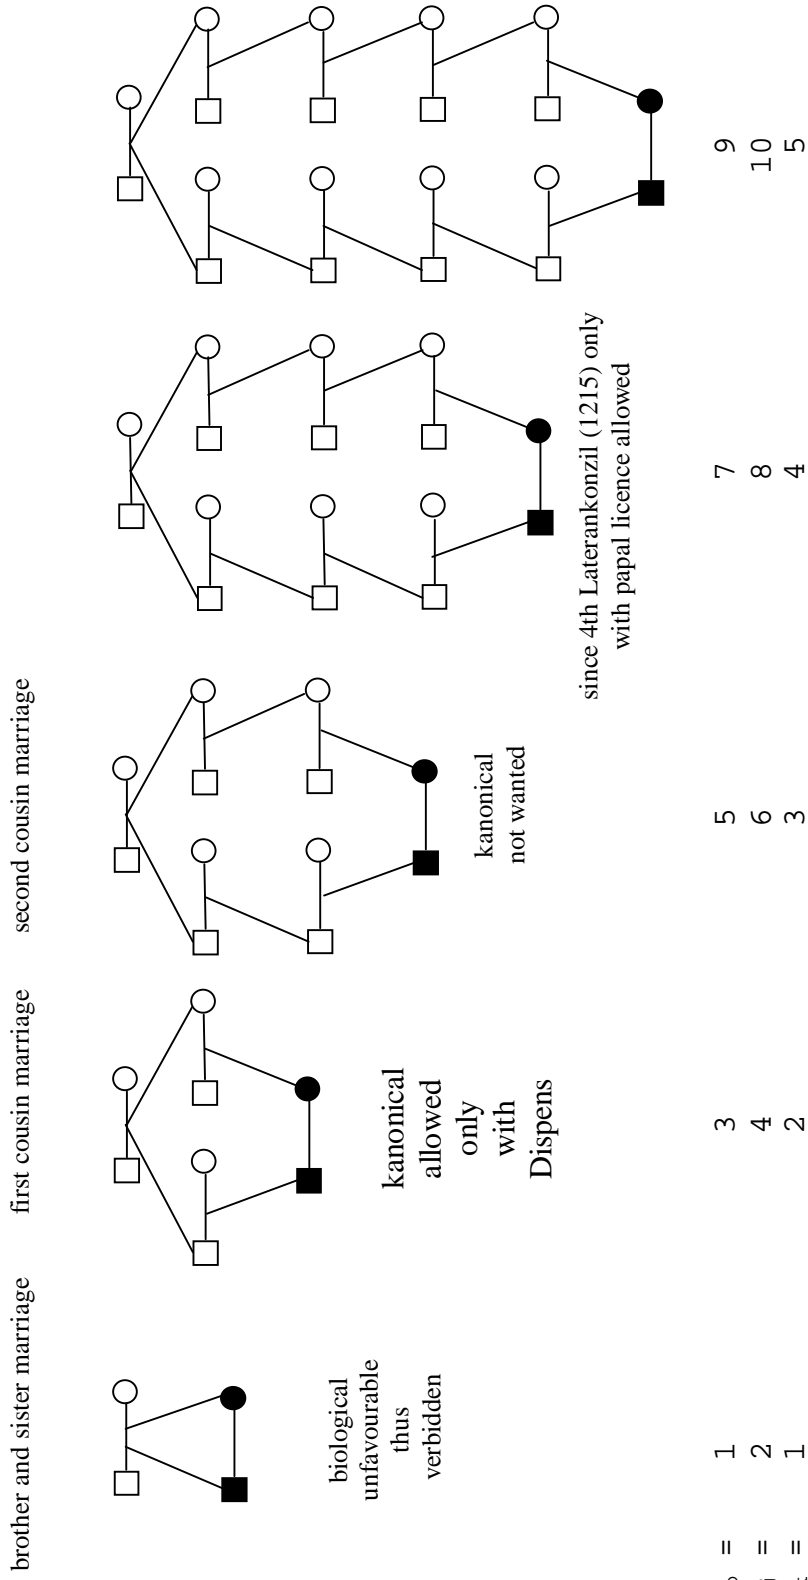 brother and sister marriage
first cousin marriage
second cousin marriage
biological
unfavourable
thus
verbidden
kanonical
allowed
only
with
Dispens
kanonical
not wanted
since 4th Laterankonzil (1215) only
with papal licence allowed
= 1 3 5 7 9
= 2 4 6 8 10
= 1 2 3 4 5